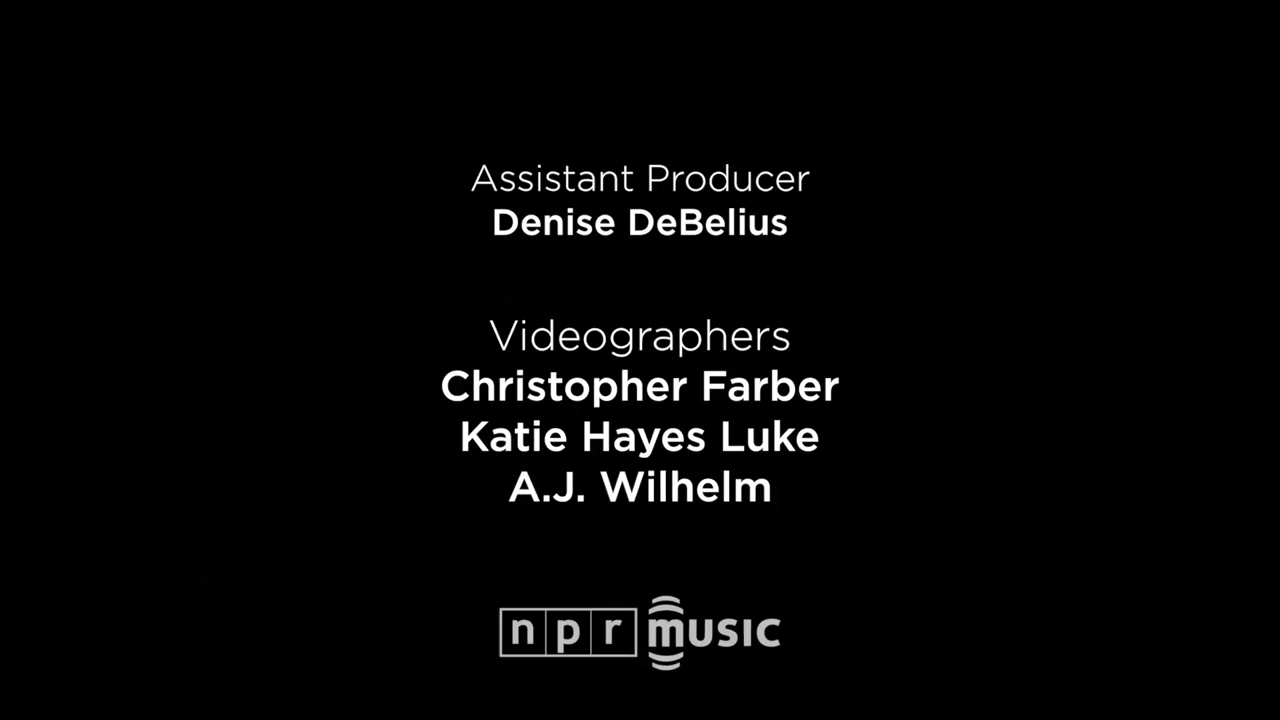 Assistant Producer
Denise DeBelius
Videographers
Christopher Farber
Katie Hayes Luke
A.J. Wilhelm
npr music